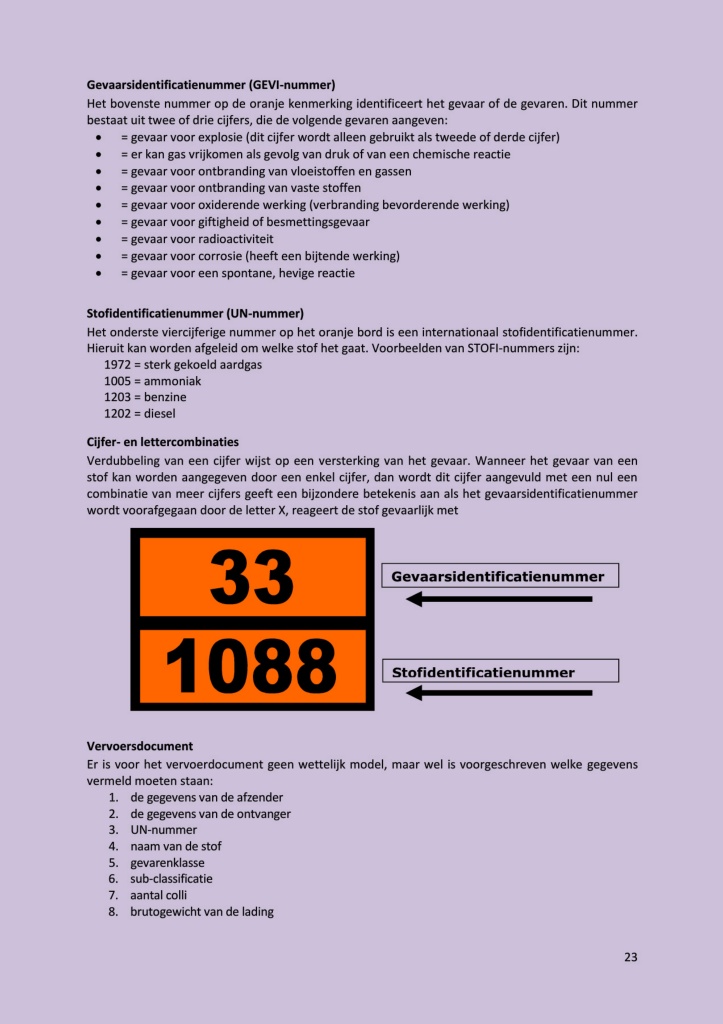 Gevaarsidentificatienummer (GEVI-nummer)
Het bovenste nummer op de oranje kenmerking identificeert het gevaar of de gevaren. Dit nummer
bestaat uit twee of drie cijfers, die de volgende gevaren aangeven:
• = gevaar voor explosie (dit cijfer wordt alleen gebruikt als tweede of derde cijfer)
• = er kan gas vrijkomen als gevolg van druk of van een chemische reactie
• = gevaar voor ontbranding van vloeistoffen en gassen
• = gevaar voor ontbranding van vaste stoffen
• = gevaar voor oxiderende werking (verbranding bevorderende werking)
• = gevaar voor giftigheid of besmettingsgevaar
• = gevaar voor radioactiviteit
• = gevaar voor corrosie (heeft een bijtende werking)
• = gevaar voor een spontane, hevige reactie
Stofidentificatienummer (UN-nummer)
Het onderste viercijferige nummer op het oranje bord is een internationaal stofidentificatienummer.
Hieruit kan worden afgeleid om welke stof het gaat. Voorbeelden van STOFI-nummers zijn:
1972 = sterk gekoeld aardgas
1005 = ammoniak
1203 = benzine
1202 = diesel
Cijfer- en lettercombinaties
Verdubbeling van een cijfer wijst op een versterking van het gevaar. Wanneer het gevaar van een
stof kan worden aangegeven door een enkel cijfer, dan wordt dit cijfer aangevuld met een nul een
combinatie van meer cijfers geeft een bijzondere betekenis aan als het gevaarsidentificatienummer
wordt voorafgegaan door de letter X, reageert de stof gevaarlijk met
33
Gevaarsidentificatienummer
1088
Stofidentificatienummer
Vervoersdocument
Er is voor het vervoerdocument geen wettelijk model, maar wel is voorgeschreven welke gegevens
vermeld moeten staan:
1. de gegevens van de afzender
2. de gegevens van de ontvanger
3. UN-nummer
4. naam van de stof
5. gevarenklasse
6. sub-classificatie
7. aantal colli
8. brutogewicht van de lading
23